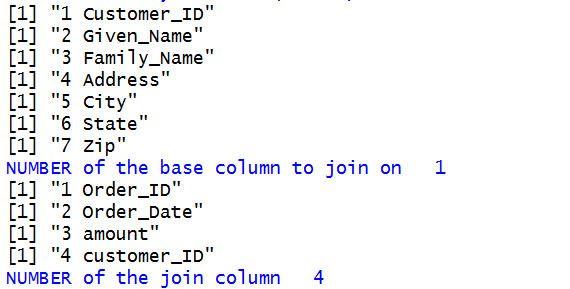 [1] "1 Customer_ID"
[1] "2 Given_Name"
[1] "3 Family_Name"
[1] "4 Address"
[1] "5 City"
[1] "6 State"
[1] "7 Zip"
NUMBER of the base column to join on   1
[1] "1 Order_ID"
[1] "2 Order_Date"
[1] "3 amount"
[1] "4 customer_ID"
NUMBER of the join column   4